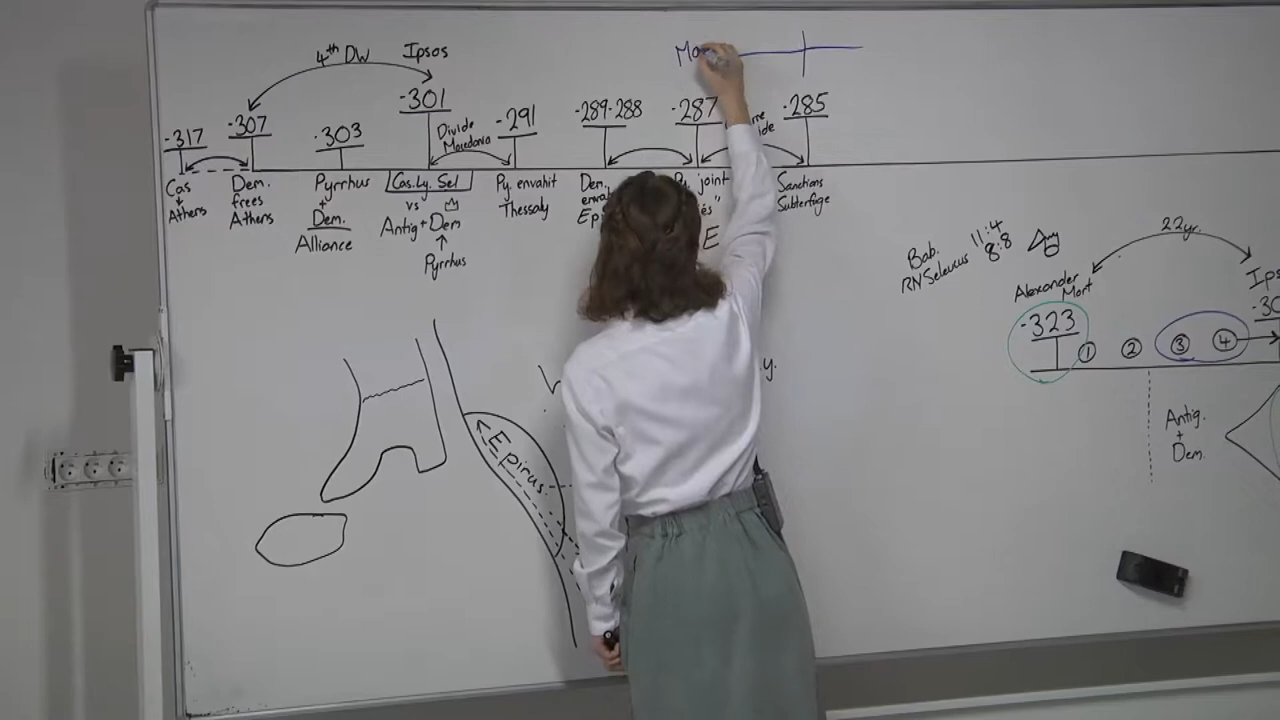 4th DW
Ipsos
-317
-307
-303
-301
Divide
Macedonia
-291
-289-288
-287
-285
Cas
Athens
Dem.
frees
Athens
Pyrrhus
+
Dem.
Alliance
Cas. Ly. Sel
vs
Antig+Dem
Pyrrhus
Py. envahit
Thessaly
Dem.
joint
E
Sanctions
Subterfuge
Epirus
Bab.
RN Seleucus
11:4
8:8
22yr.
Alexander
Mort
-323
① ② ③ ④
Antig.
+
Dem.